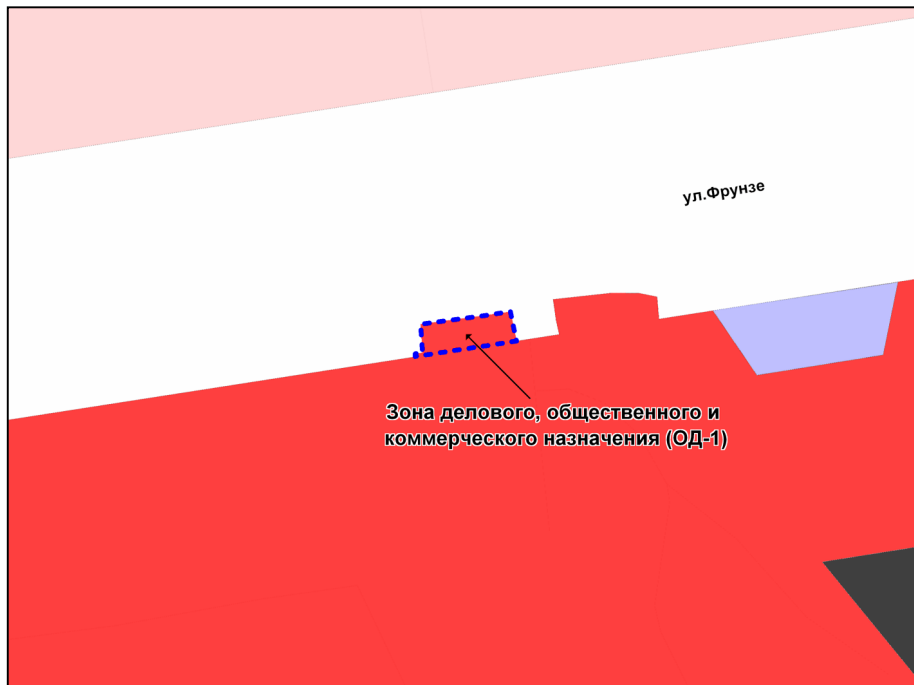 ул.Фрунзе
Зона делового, общественного и
коммерческого назначения (ОД-1)